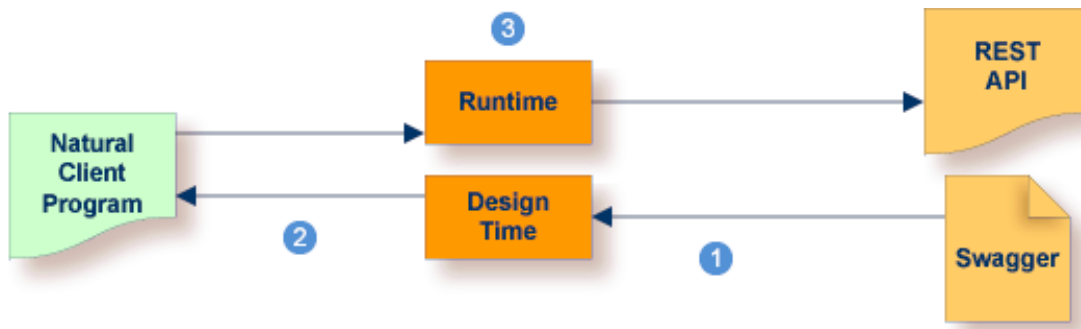 3
REST
API
Runtime
Natural
Client
Program
Design
Time
2
1
Swagger